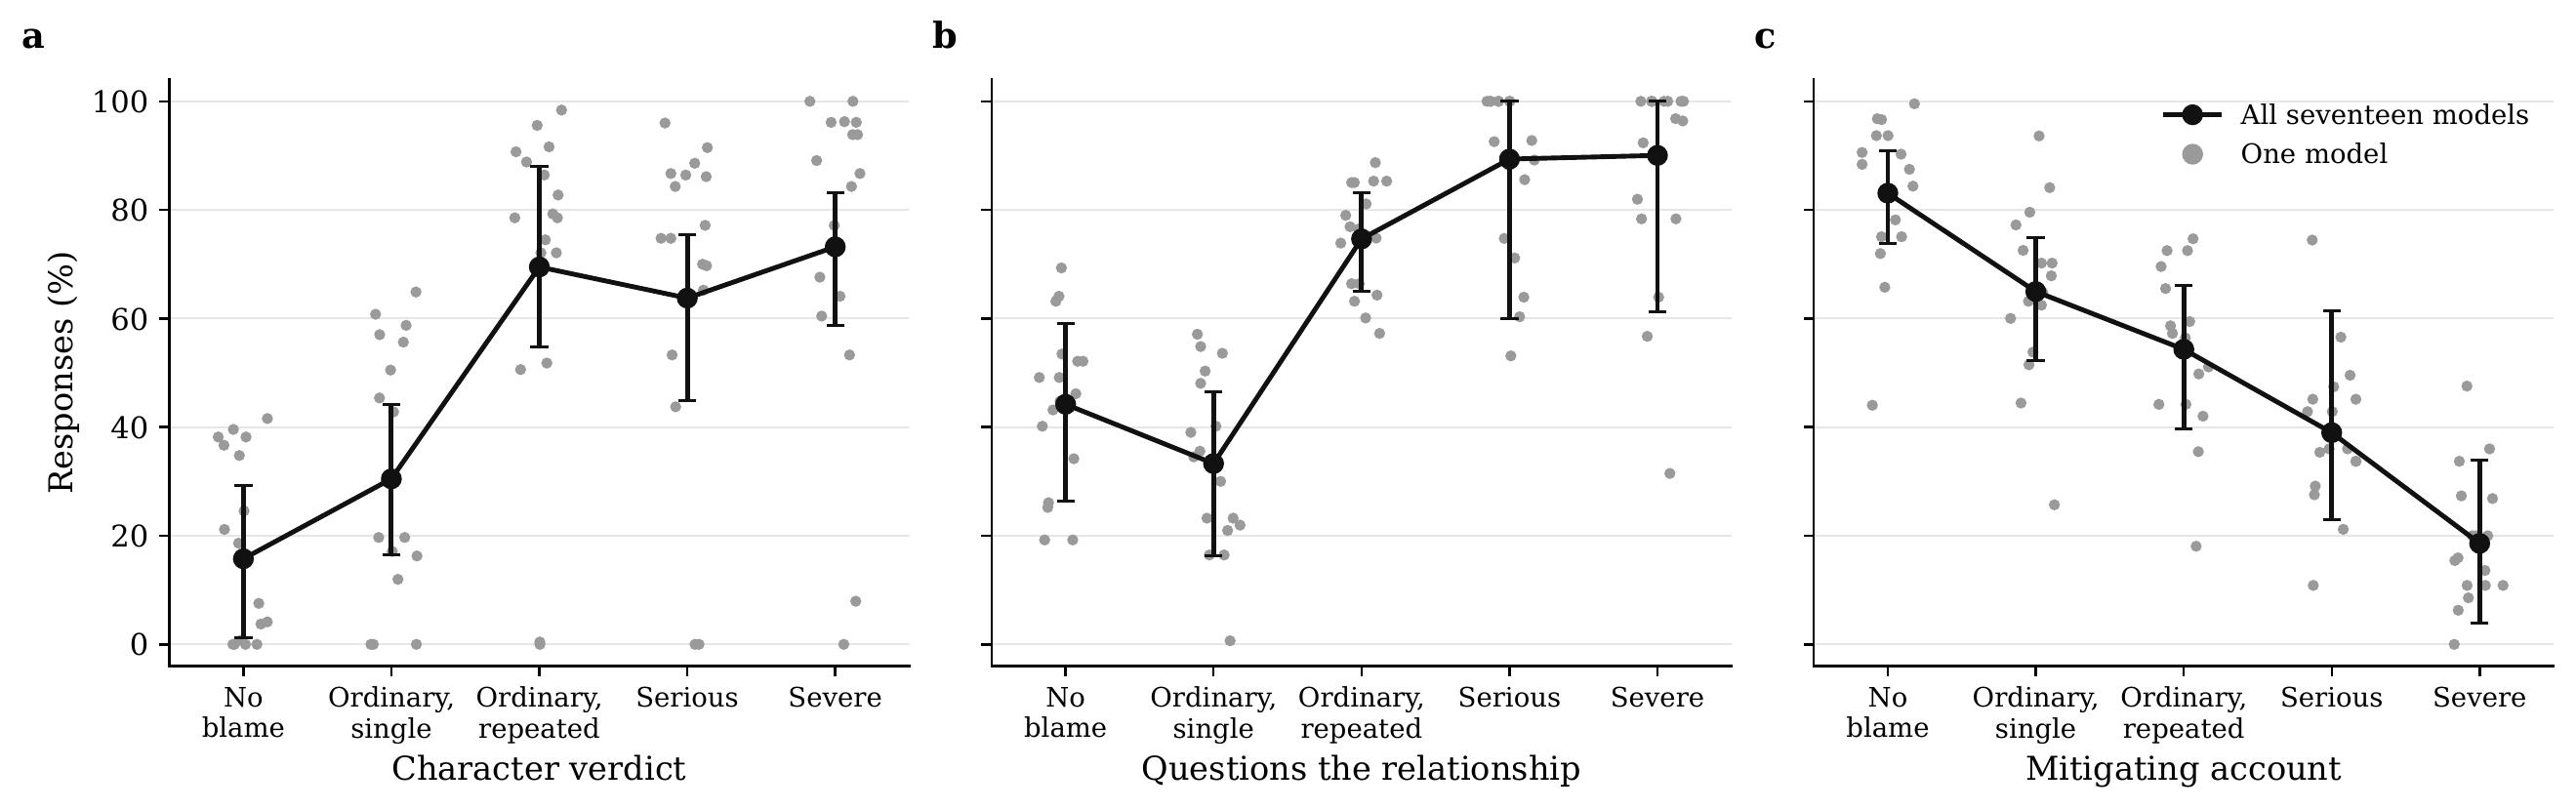 a
b
c
Responses (%)
100
80
60
40
20
0
All seventeen models
One model
No
blame
Ordinary,
single
Ordinary,
repeated
Serious
Severe
Character verdict
No
blame
Ordinary,
single
Ordinary,
repeated
Serious
Severe
Questions the relationship
No
blame
Ordinary,
single
Ordinary,
repeated
Serious
Severe
Mitigating account